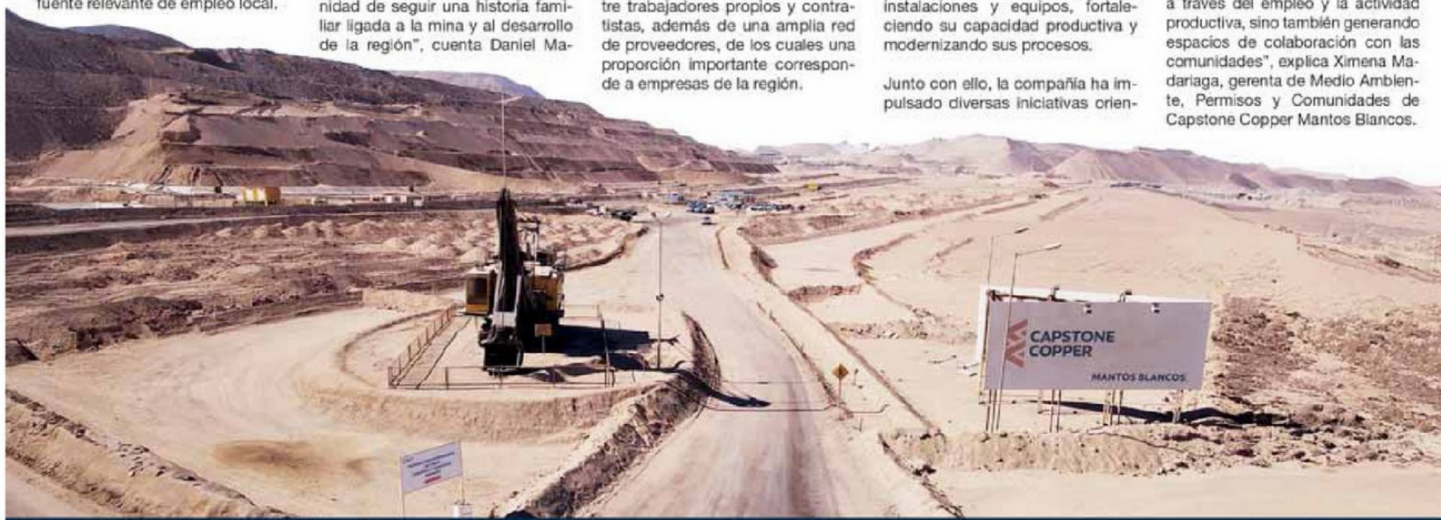 fuente relevante de empleo local.
nidad de seguir una historia fami-
liar ligada a la mina y al desarrollo
de la región", cuenta Daniel Ma-
tre trabajadores propios y contra-
tistas, además de una amplia red
de proveedores, de los cuales una
proporción importante correspon-
de a empresas de la región.
instalaciones y equipos, fortale-
ciendo su capacidad productiva y
modernizando sus procesos.
Junto con ello, la compañía ha im-
pulsado diversas iniciativas orien-
a través del empleo y la actividad
productiva, sino también generando
espacios de colaboración con las
comunidades", explica Ximena Ma-
dariaga, gerenta de Medio Ambien-
te, Permisos y Comunidades de
Capstone Copper Mantos Blancos.
CAPSTONE
COPPER
MANTOS BLANCOS